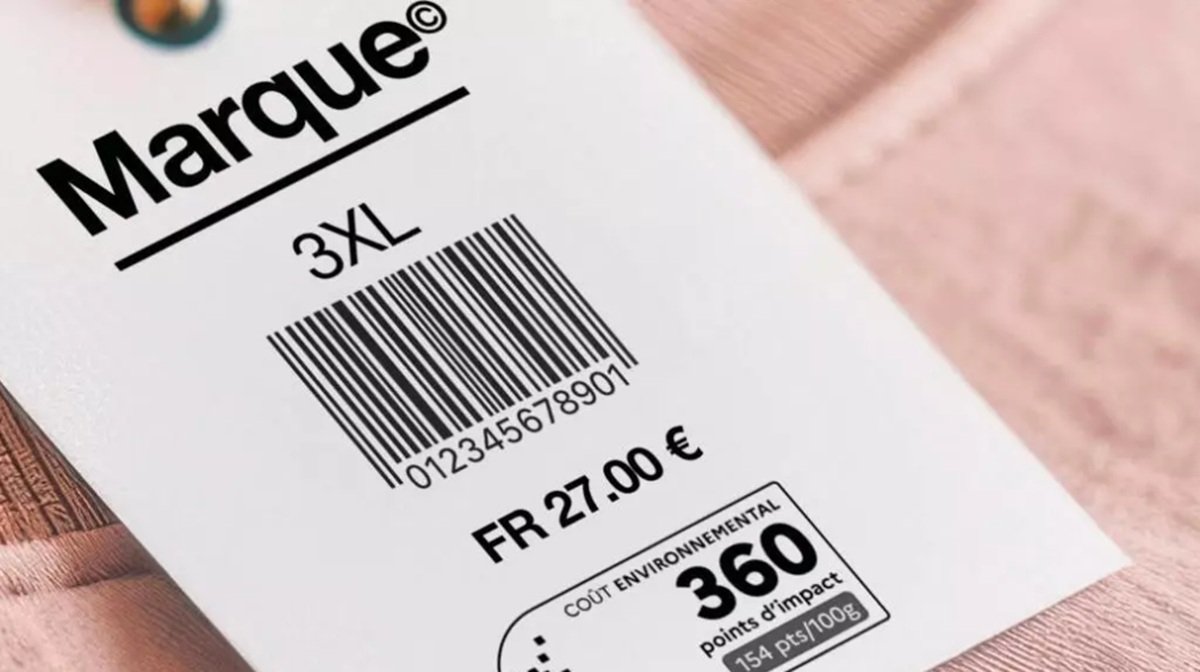 Marque©
3XL
012345678901
FR 27.00 €
COÛT ENVIRONNEMENTAL
360
points d'impact
154 pts/100g